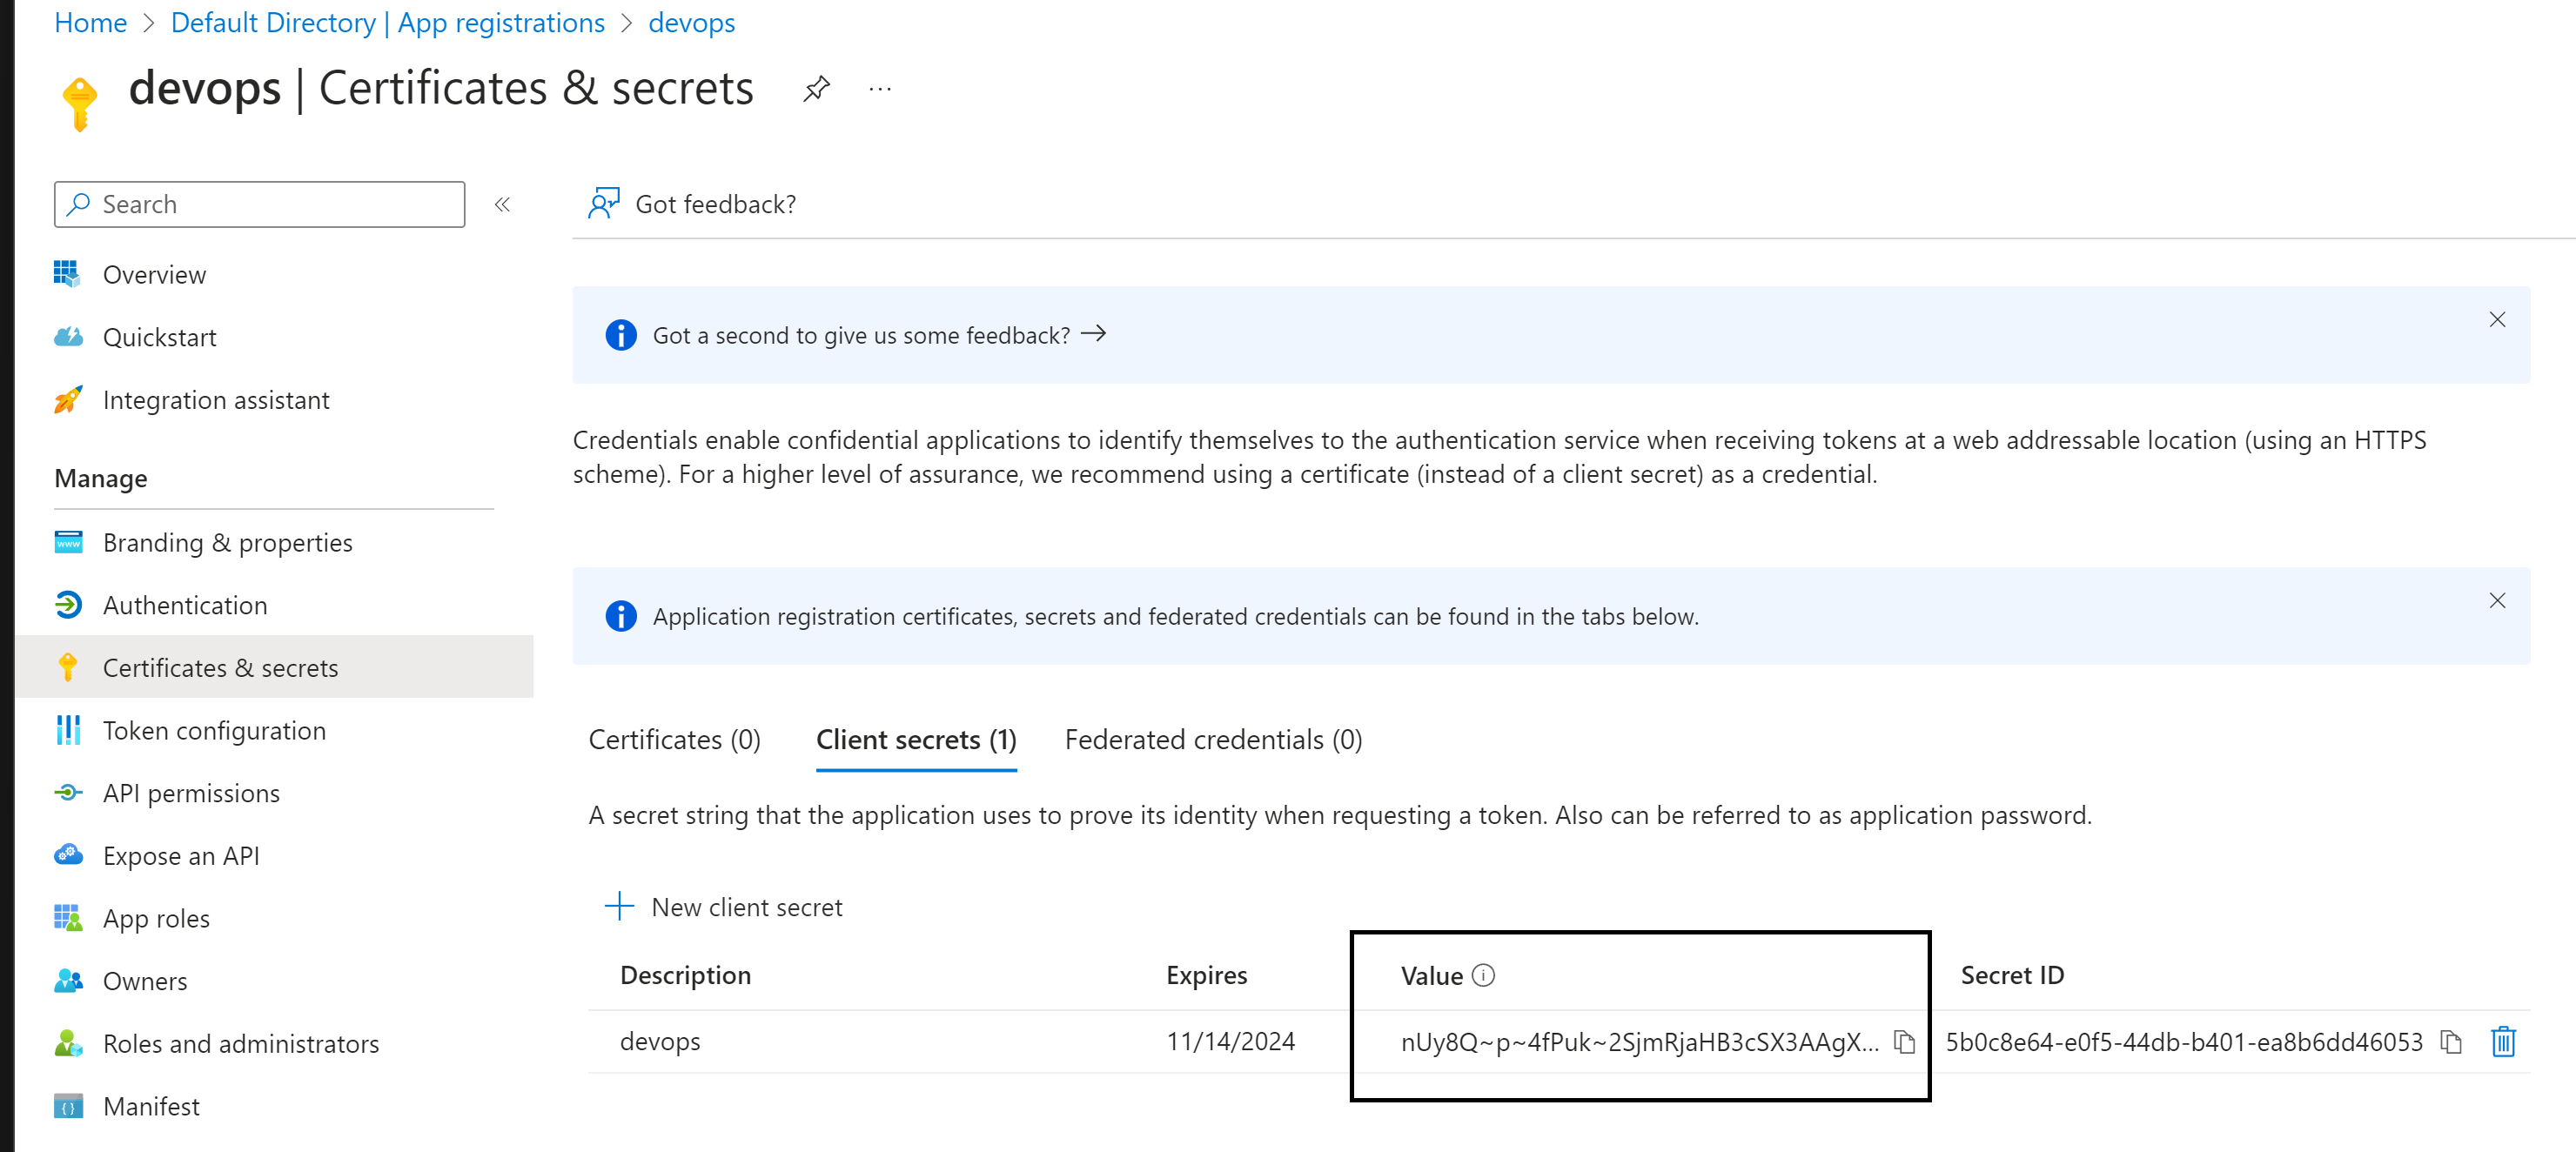 Home > Default Directory | App registrations > devops
devops | Certificates & secrets
...
Search
«
Got feedback?
Overview
Quickstart
Integration assistant
Manage
Branding & properties
Authentication
Certificates & secrets
Token configuration
API permissions
Expose an API
App roles
Owners
Roles and administrators
Manifest
Got a second to give us some feedback? →
Credentials enable confidential applications to identify themselves to the authentication service when receiving tokens at a web addressable location (using an HTTPS
scheme). For a higher level of assurance, we recommend using a certificate (instead of a client secret) as a credential.
Application registration certificates, secrets and federated credentials can be found in the tabs below.
Certificates (0) Client secrets (1) Federated credentials (0)
A secret string that the application uses to prove its identity when requesting a token. Also can be referred to as application password.
New client secret
Description Expires Value Secret ID
devops 11/14/2024 nUy8Q~p~4fPuk~2SjmRjaHB3cSX3AAgX... 5b0c8e64-e0f5-44db-b401-ea8b6dd46053